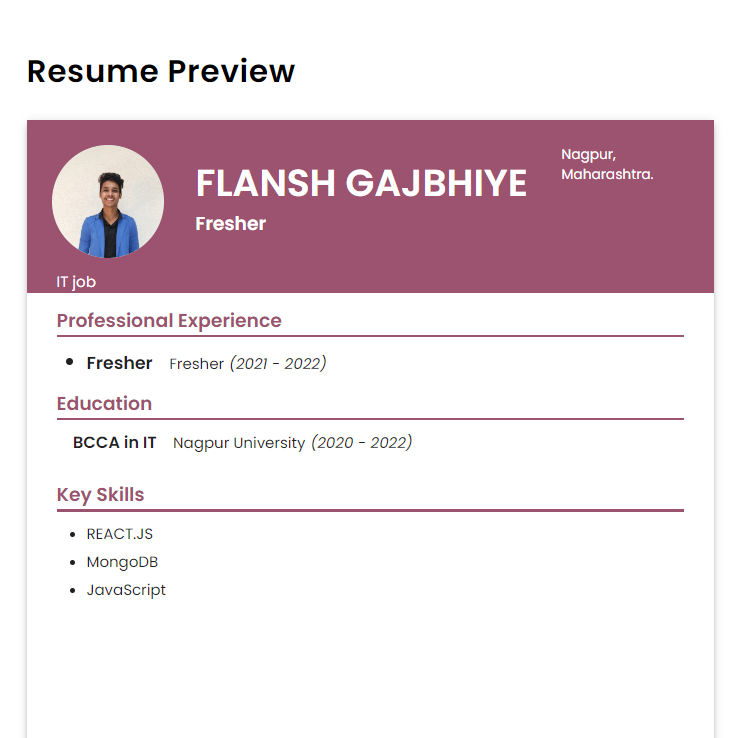 Resume Preview
FLANSH GAJBHIYE
Fresher
Nagpur,
Maharashtra.
IT job
Professional Experience
Fresher Fresher (2021 - 2022)
Education
BCCA in IT Nagpur University (2020 - 2022)
Key Skills
REACT.JS
MongoDB
JavaScript